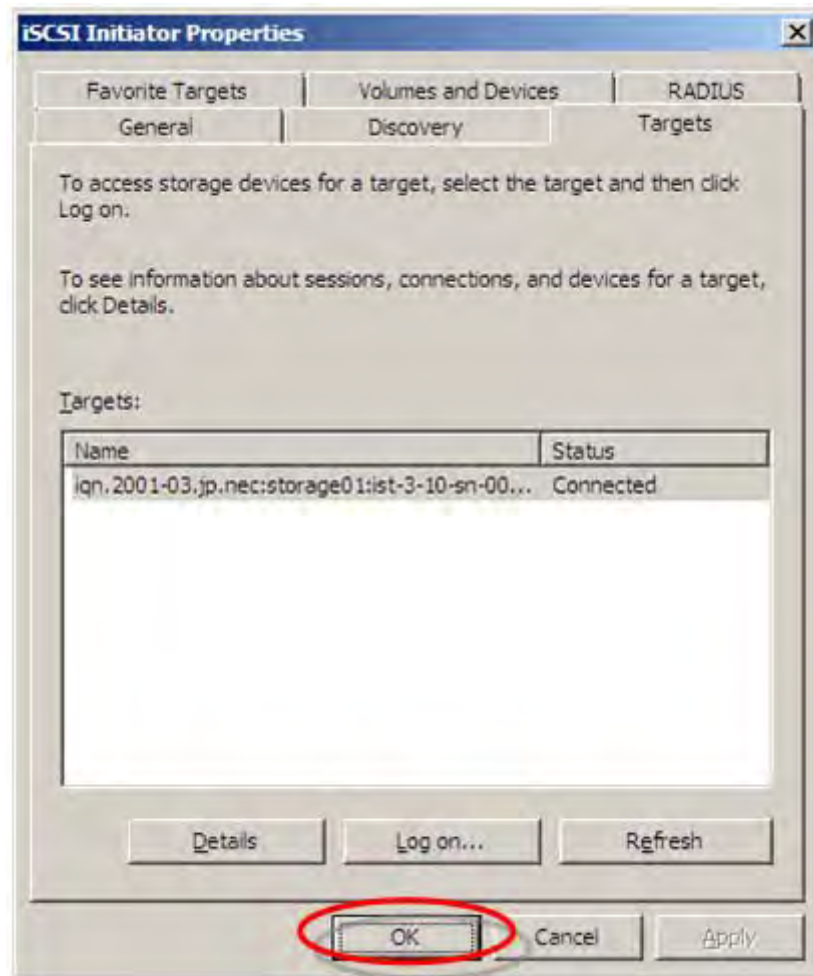 iSCSI Initiator Properties
Favorite Targets
Volumes and Devices
RADIUS
General
Discovery
Targets
To access storage devices for a target, select the target and then click
Log on.
To see information about sessions, connections, and devices for a target,
click Details.
Targets:
Name
Status
iqn.2001-03.jp.nec:storage01:ist-3-10-sn-00...
Connected
Details
Log on...
Refresh
OK
Cancel
Apply